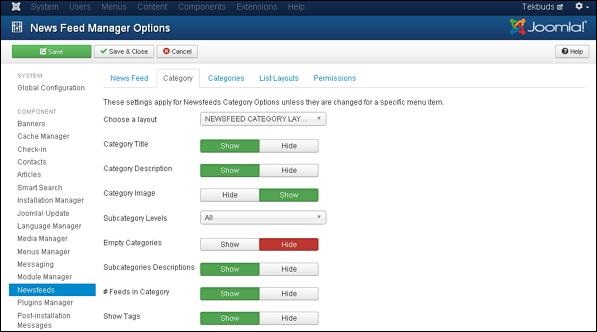 System Users Menus Content Components Extensions Help Tekbuds
News Feed Manager Options Joomla!
Save Save & Close Cancel Help
SYSTEM
Global Configuration
COMPONENT
Banners
Cache Manager
Check-in
Contacts
Articles
Smart Search
Installation Manager
Joomla! Update
Language Manager
Media Manager
Menus Manager
Messaging
Module Manager
Newsfeeds
Plugins Manager
Post-installation
Messages
News Feed Category Categories List Layouts Permissions
These settings apply for Newsfeeds Category Options unless they are changed for a specific menu item.
Choose a layout NEWSFEED CATEGORY LAY...
Category Title Show Hide
Category Description Show Hide
Category Image Hide Show
Subcategory Levels All
Empty Categories Show Hide
Subcategories Descriptions Show Hide
# Feeds in Category Show Hide
Show Tags Show Hide